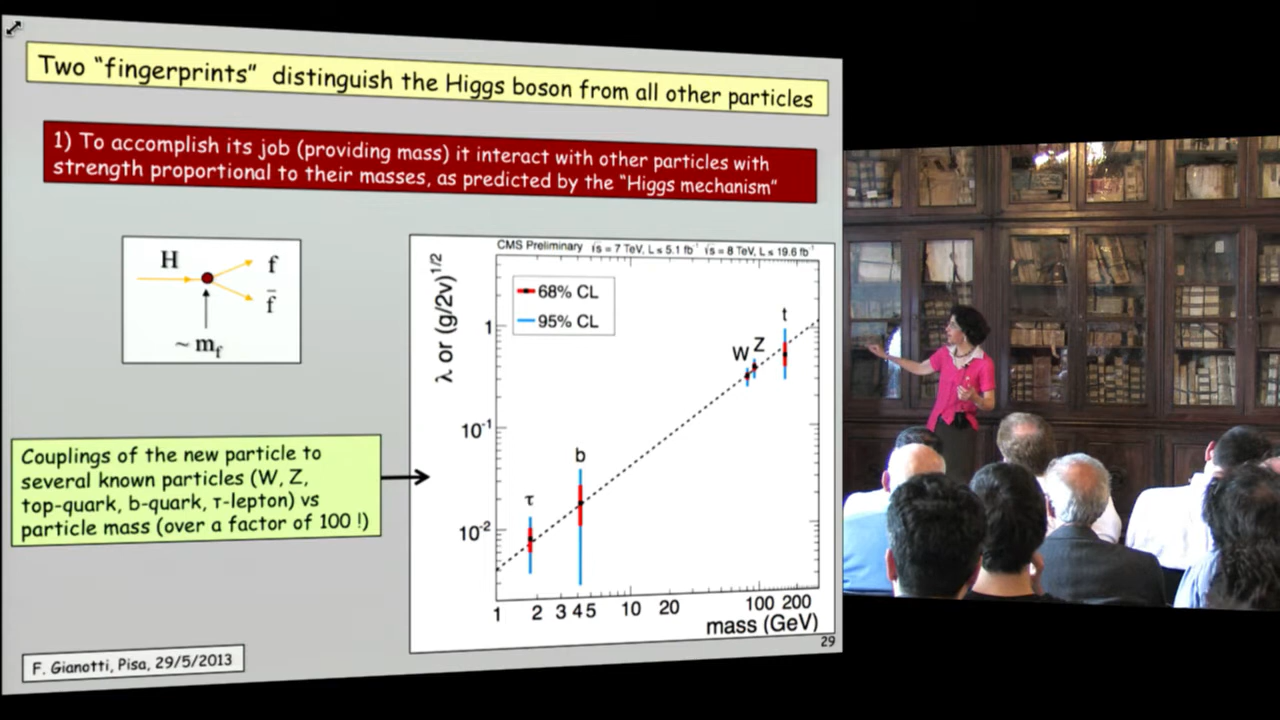 Two “fingerprints” distinguish the Higgs boson from all other particles
1) To accomplish its job (providing mass) it interact with other particles with
strength proportional to their masses, as predicted by the “Higgs mechanism”
H
f
f̄
~ m_f
Couplings of the new particle to
several known particles (W, Z,
top-quark, b-quark, τ-lepton) vs
particle mass (over a factor of 100 !)
CMS Preliminary √s = 7 TeV, L ≤ 5.1 fb⁻¹ √s = 8 TeV, L ≤ 19.6 fb⁻¹
λ or (g/2v)^1/2
68% CL
95% CL
1
10⁻¹
10⁻²
τ
b
W
Z
t
1 2 3 4 5 10 20 100 200
mass (GeV)
29
F. Gianotti, Pisa, 29/5/2013